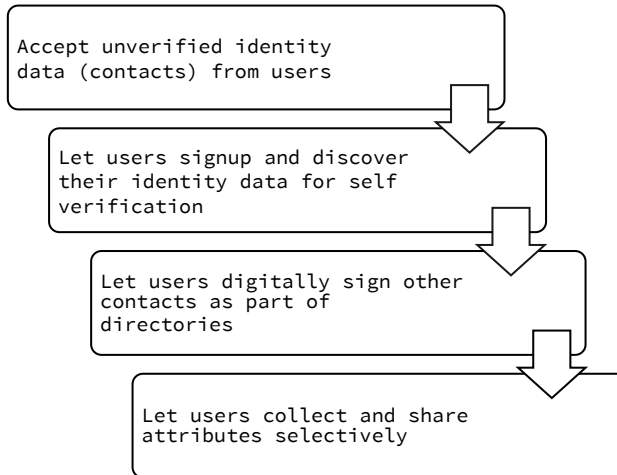 Accept unverified identity
data (contacts) from users
Let users signup and discover
their identity data for self
verification
Let users digitally sign other
contacts as part of
directories
Let users collect and share
attributes selectively